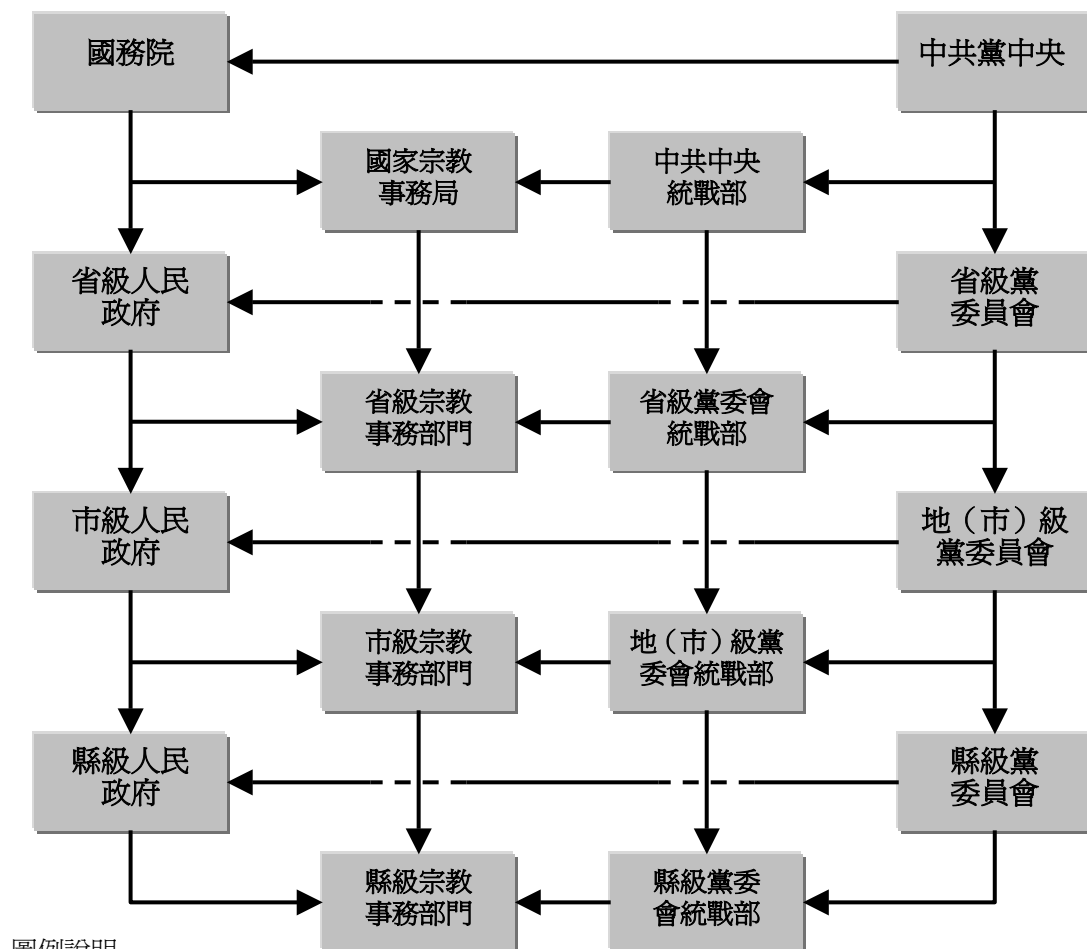 國務院
中共黨中央
國家宗教
事務局
中共中央
統戰部
省級人民
政府
省級黨
委員會
省級宗教
事務部門
省級黨委會
統戰部
市級人民
政府
地（市）級
黨委員會
市級宗教
事務部門
地（市）級黨
委會統戰部
縣級人民
政府
縣級黨
委員會
縣級宗教
事務部門
縣級黨委
會統戰部
圖例說明